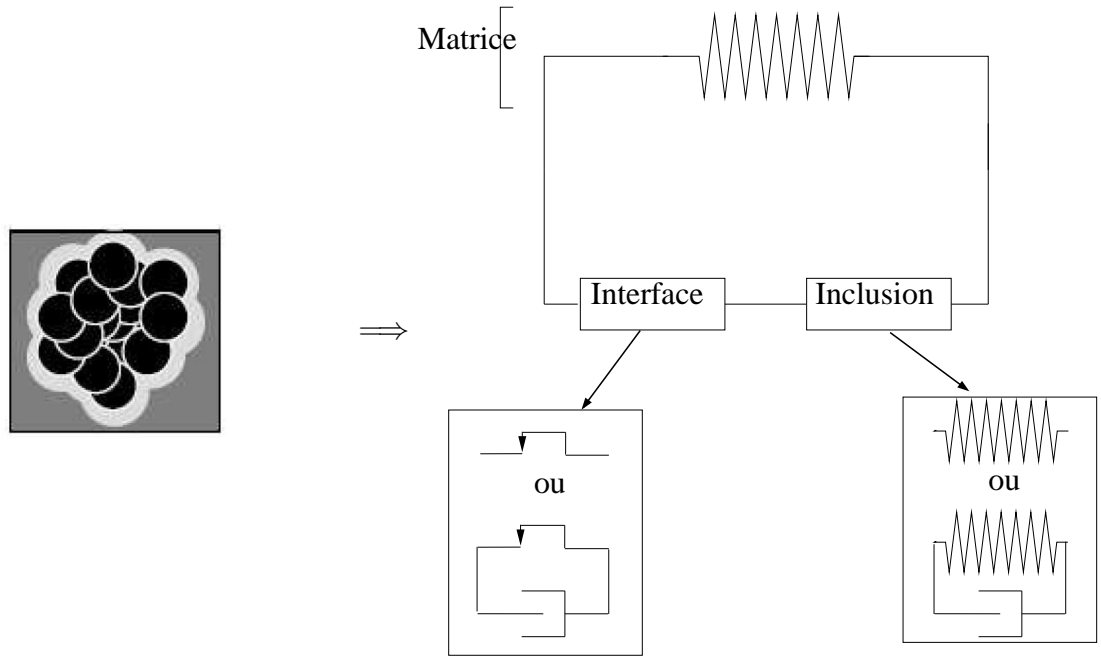 Matrice
Interface
Inclusion
⇒
ou
ou